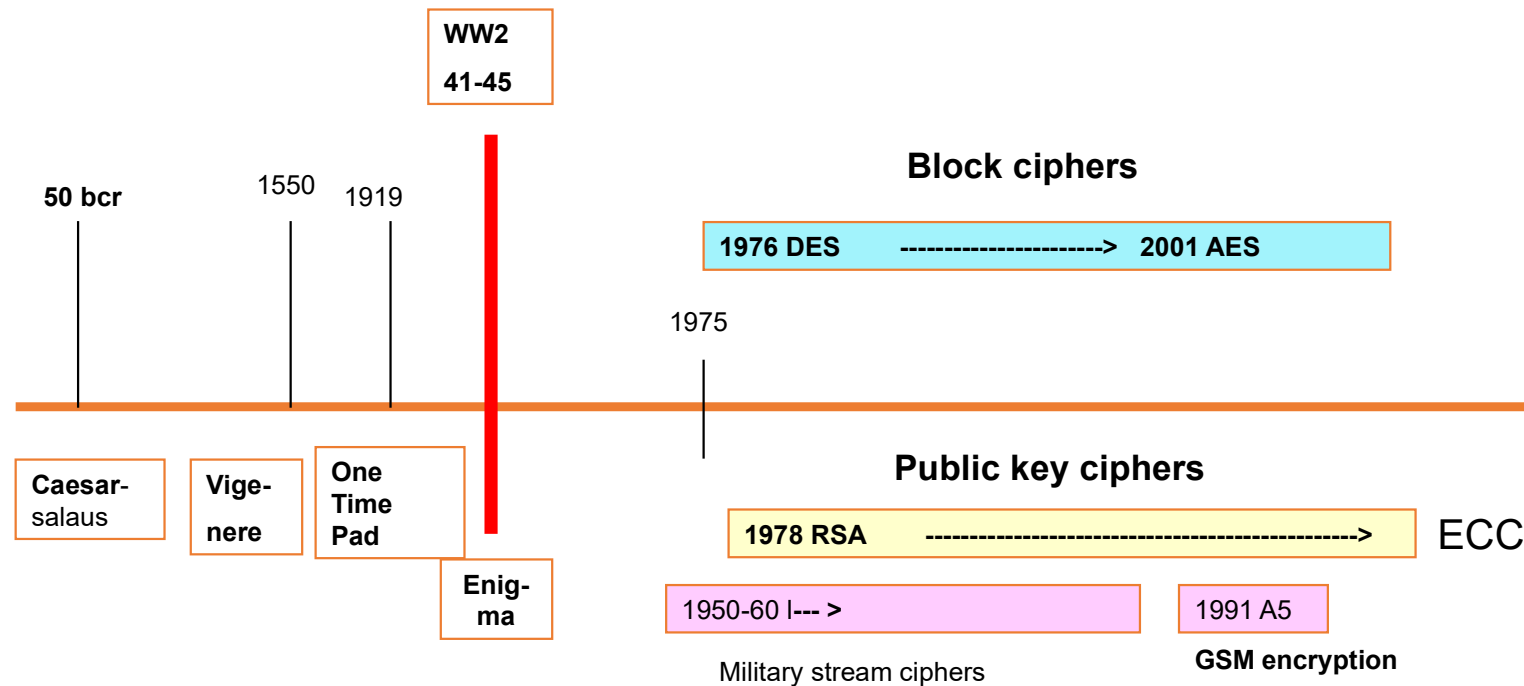 WW2
41-45
50 bcr
1550
1919
Block ciphers
1976 DES -----------------------> 2001 AES
1975
Caesar-
salaus
Vige-
nere
One
Time
Pad
Enig-
ma
Public key ciphers
1978 RSA ------------------------------------------------->
ECC
1950-60 I--- >
1991 A5
Military stream ciphers
GSM encryption